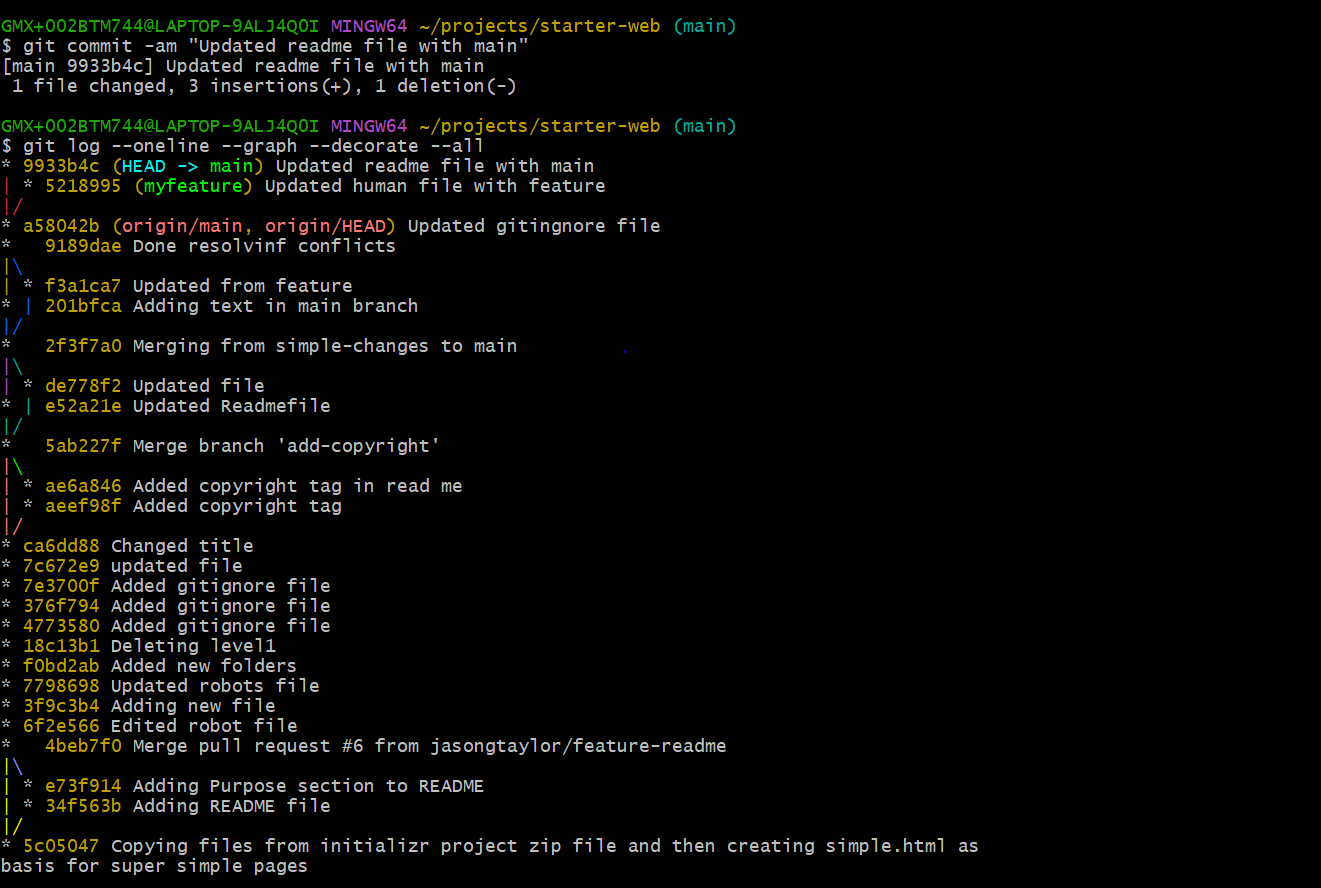 GMX+002BTM744@LAPTOP-9ALJ4Q0I MINGW64 ~/projects/starter-web (main)
$ git commit -am "Updated readme file with main"
[main 9933b4c] Updated readme file with main
 1 file changed, 3 insertions(+), 1 deletion(-)

GMX+002BTM744@LAPTOP-9ALJ4Q0I MINGW64 ~/projects/starter-web (main)
$ git log --oneline --graph --decorate --all
* 9933b4c (HEAD -> main) Updated readme file with main
| * 5218995 (myfeature) Updated human file with feature
|/
* a58042b (origin/main, origin/HEAD) Updated gitingnore file
*   9189dae Done resolvinf conflicts
|\
| * f3a1ca7 Updated from feature
* | 201bfca Adding text in main branch
|/
*   2f3f7a0 Merging from simple-changes to main
|\
| * de778f2 Updated file
* | e52a21e Updated Readmefile
|/
*   5ab227f Merge branch 'add-copyright'
|\
| * ae6a846 Added copyright tag in read me
| * aeef98f Added copyright tag
|/
* ca6dd88 Changed title
* 7c672e9 updated file
* 7e3700f Added gitignore file
* 376f794 Added gitignore file
* 4773580 Added gitignore file
* 18c13b1 Deleting level1
* f0bd2ab Added new folders
* 7798698 Updated robots file
* 3f9c3b4 Adding new file
* 6f2e566 Edited robot file
*   4beb7f0 Merge pull request #6 from jasongtaylor/feature-readme
|\
| * e73f914 Adding Purpose section to README
| * 34f563b Adding README file
|/
* 5c05047 Copying files from initializr project zip file and then creating simple.html as
basis for super simple pages